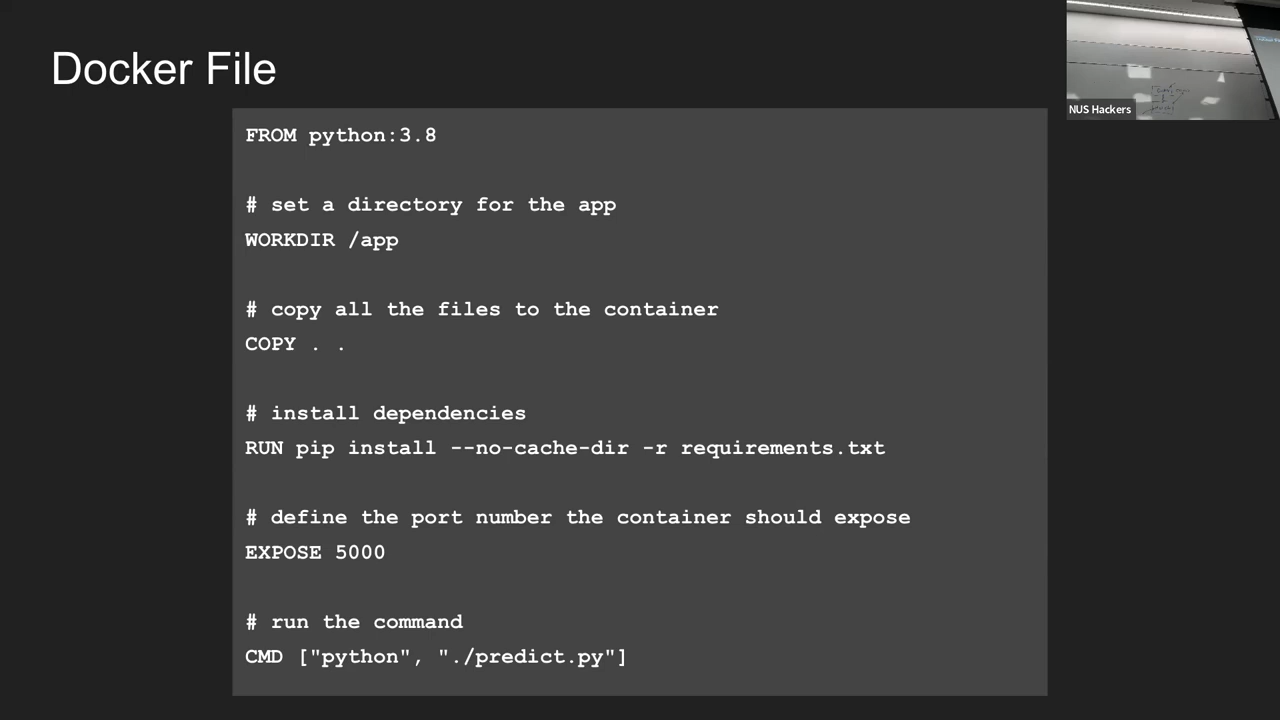 Docker File
NUS Hackers
FROM python:3.8
# set a directory for the app
WORKDIR /app
# copy all the files to the container
COPY . .
# install dependencies
RUN pip install --no-cache-dir -r requirements.txt
# define the port number the container should expose
EXPOSE 5000
# run the command
CMD ["python", "./predict.py"]